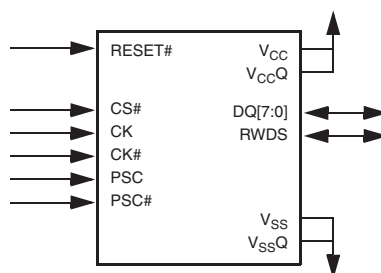 RESET#
CS#
CK
CK#
PSC
PSC#
VCC
VCCQ
DQ[7:0]
RWDS
VSS
VSSQ